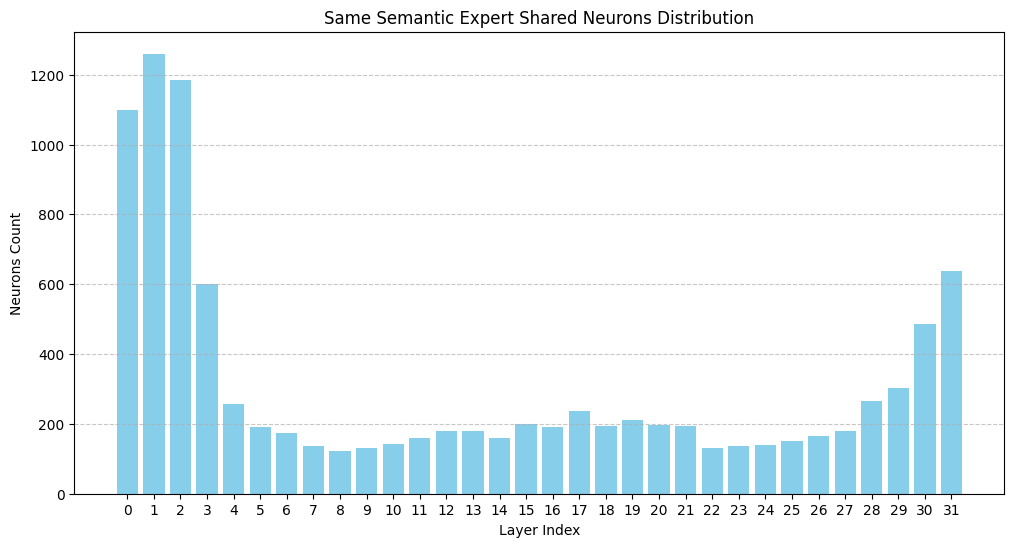 Same Semantic Expert Shared Neurons Distribution
Neurons Count
1200
1000
800
600
400
200
0
0 1 2 3 4 5 6 7 8 9 10 11 12 13 14 15 16 17 18 19 20 21 22 23 24 25 26 27 28 29 30 31
Layer Index